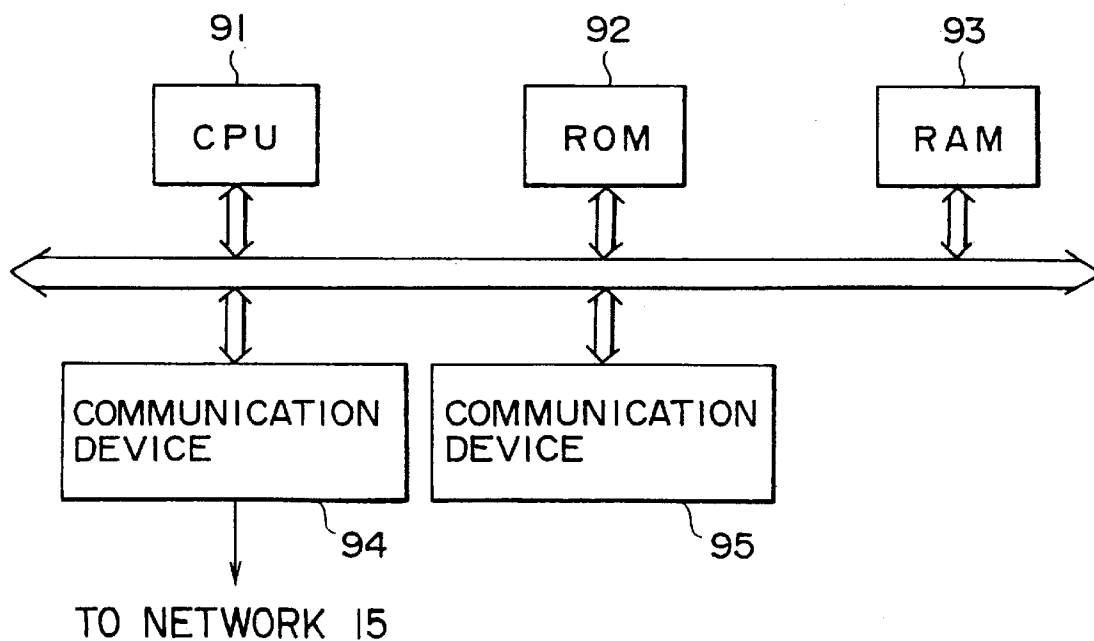 91
92
93
CPU
ROM
RAM
COMMUNICATION
DEVICE
COMMUNICATION
DEVICE
94
95
TO NETWORK 15